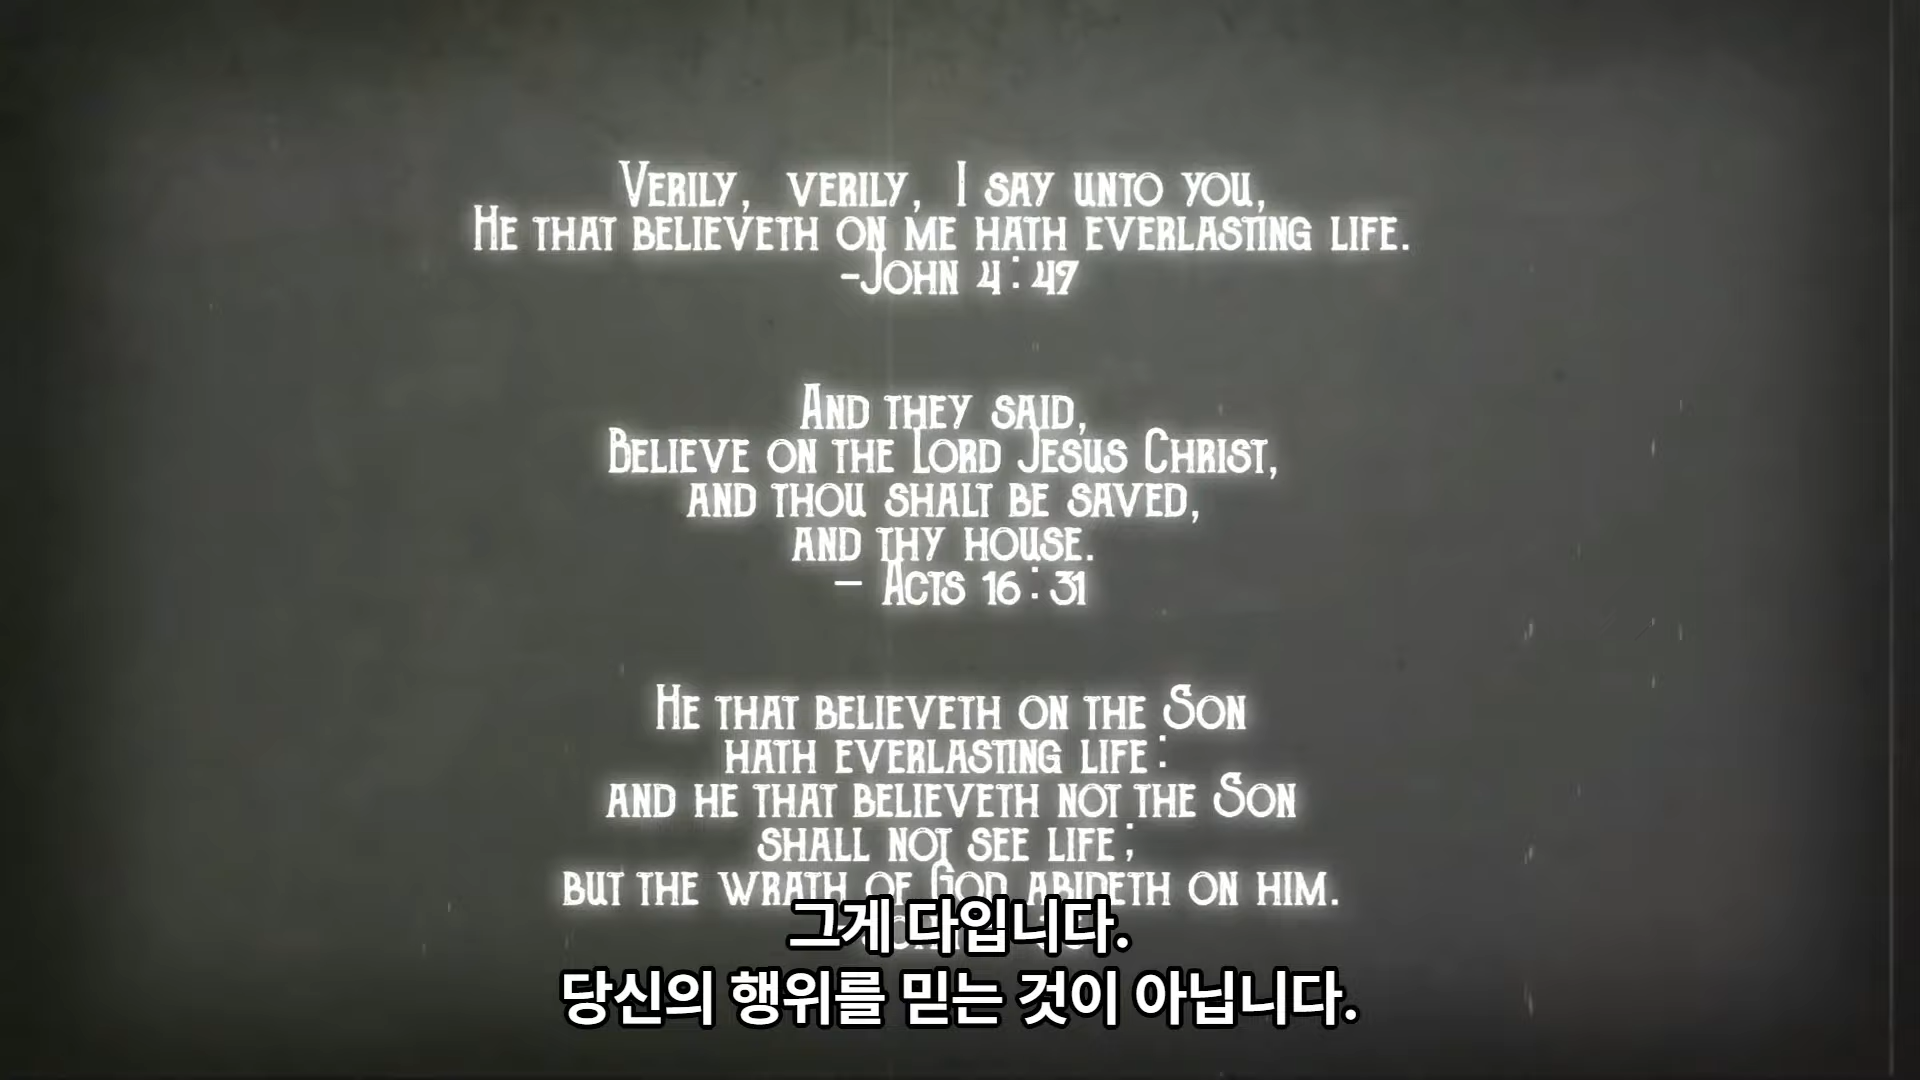 Verily, verily, I say unto you,
He that believeth on me hath everlasting life.
-John 4:47
And they said,
Believe on the Lord Jesus Christ,
and thou shalt be saved,
and thy house.
– Acts 16:31
He that believeth on the Son
hath everlasting life:
and he that believeth not the Son
shall not see life;
but the wrath of God abideth on him.
그게 다입니다.
당신의 행위를 믿는 것이 아닙니다.